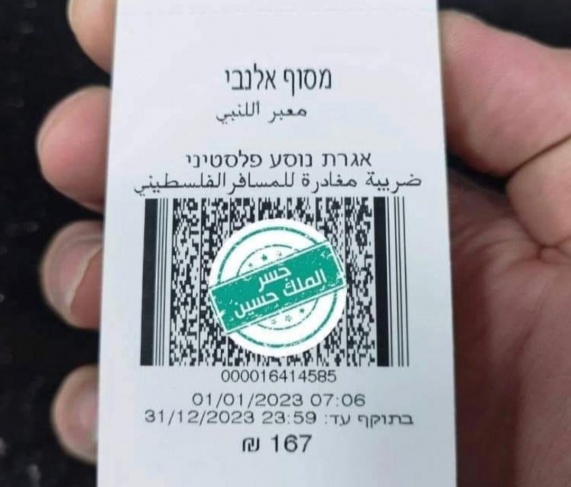 מסוף אלנבי
معبر اللنبي
אגרת נוסע פלסטיני
ضريبة مغادرة للمسافر الفلسطيني
جسر
الملك حسين
000016414585
01/01/2023 07:06
בתוקף עד: 31/12/2023 23:59
167 ₪